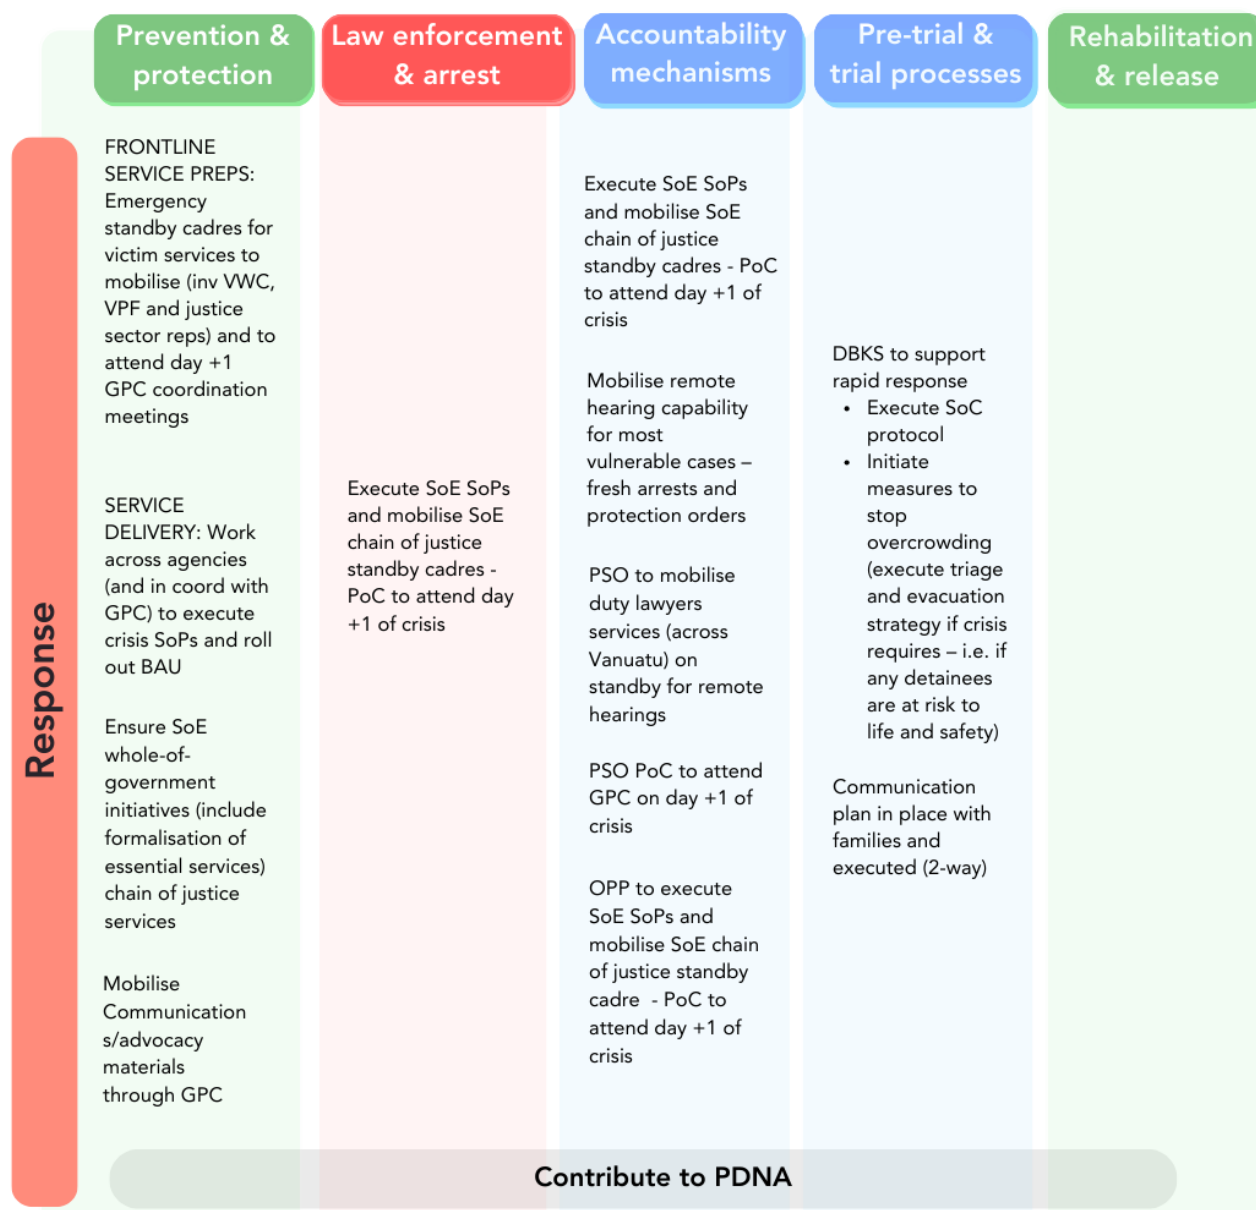 Prevention &
protection
Law enforcement
& arrest
Accountability
mechanisms
Pre-trial &
trial processes
Rehabilitation
& release
Response
FRONTLINE
SERVICE PREPS:
Emergency
standby cadres for
victim services to
mobilise (inv VWC,
VPF and justice
sector reps) and to
attend day +1
GPC coordination
meetings
SERVICE
DELIVERY: Work
across agencies
(and in coord with
GPC) to execute
crisis SoPs and roll
out BAU
Ensure SoE
whole-of-
government
initiatives (include
formalisation of
essential services)
chain of justice
services
Mobilise
Communication
s/advocacy
materials
through GPC
Execute SoE SoPs
and mobilise SoE
chain of justice
standby cadres -
PoC to attend day
+1 of crisis
Execute SoE SoPs
and mobilise SoE
chain of justice
standby cadres - PoC
to attend day +1 of
crisis
Mobilise remote
hearing capability
for most
vulnerable cases –
fresh arrests and
protection orders
PSO to mobilise
duty lawyers
services (across
Vanuatu) on
standby for remote
hearings
PSO PoC to attend
GPC on day +1 of
crisis
OPP to execute
SoE SoPs and
mobilise SoE chain
of justice standby
cadre  - PoC to
attend day +1 of
crisis
DBKS to support
rapid response
• Execute SoC
protocol
• Initiate
measures to
stop
overcrowding
(execute triage
and evacuation
strategy if crisis
requires – i.e. if
any detainees
are at risk to
life and safety)
Communication
plan in place with
families and
executed (2-way)
Contribute to PDNA